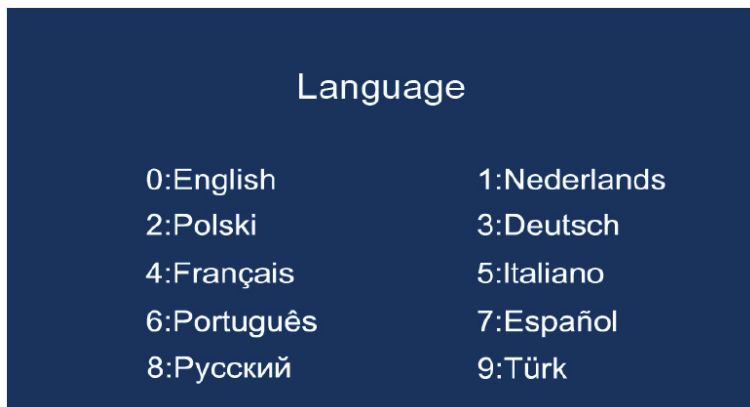 Language
0:English 1:Nederlands
2:Polski 3:Deutsch
4:Français 5:Italiano
6:Português 7:Español
8:Русский 9:Türk